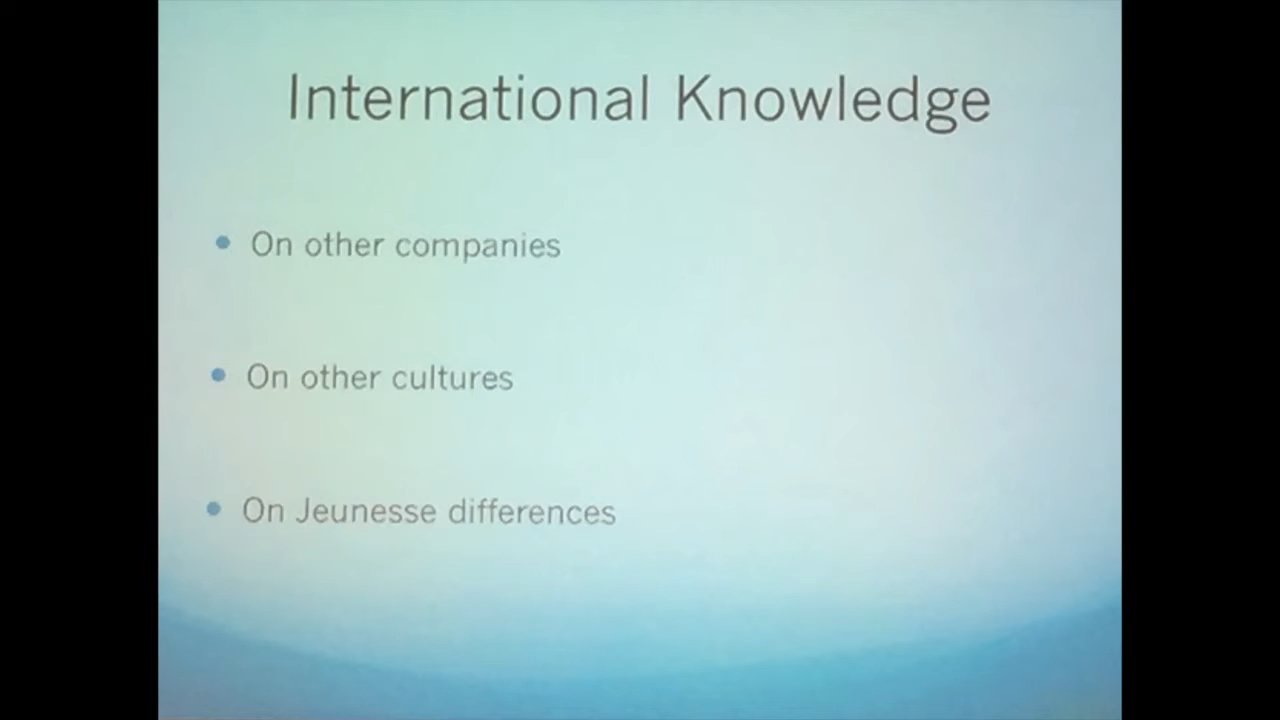 International Knowledge
• On other companies
• On other cultures
• On Jeunesse differences